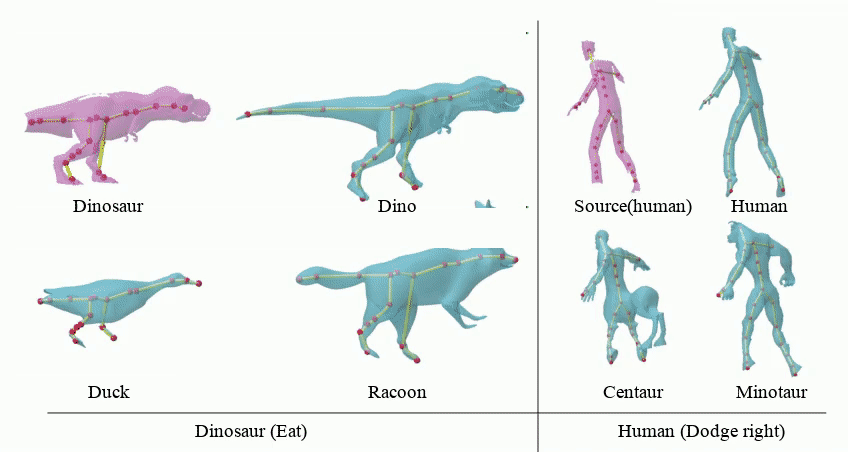 Dinosaur Dino Source(human) Human
Duck Racoon Centaur Minotaur
Dinosaur (Eat) Human (Dodge right)